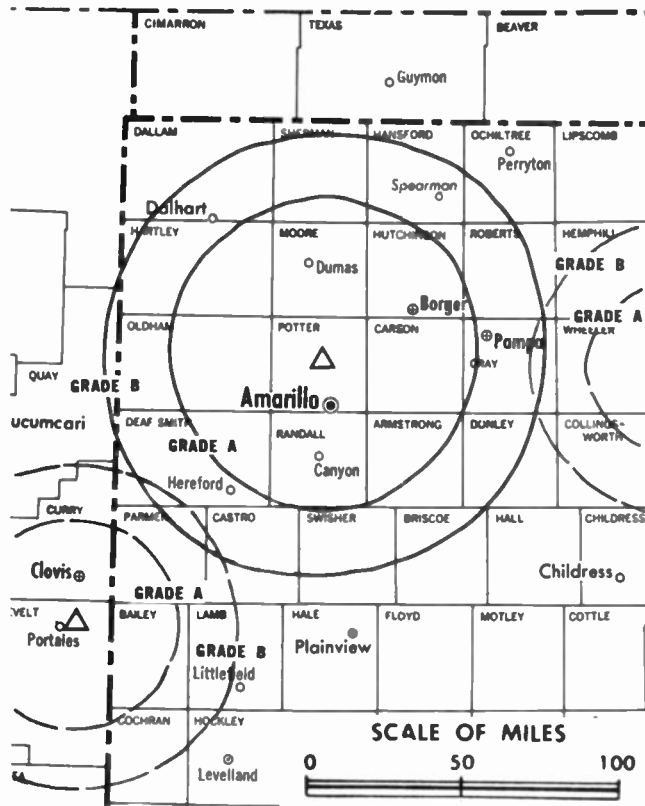 CIMARRON
TEXAS
BEAVER
Guymon
DALLAM
SHERMAN
HANSFORD
OCHILTREE
LIPSCOMB
Perryton
Spearman
Dalhart
HARTLEY
MOORE
HUTCHINSON
ROBERTS
HEMPHILL
Dumas
GRADE B
Borger
GRADE A
OLDHAM
POTTER
CARSON
WHEELER
Pampa
GRAY
QUAY
GRADE B
Amarillo
ucumcari
DEAF SMITH
ARMSTRONG
DONLEY
COLLINGS-
WORTH
GRADE A
RANDALL
Canyon
Hereford
CURRY
PARMER
CASTRO
SWISHER
BRISCOE
HALL
CHILDRESS
Clovis
Childress
GRADE A
EVELT
BAILEY
LAMB
HALE
FLOYD
MOTLEY
COTTLE
Portales
Plainview
GRADE B
Littlefield
COCHRAN
HOCKLEY
SCALE OF MILES
Levelland
0 50 100